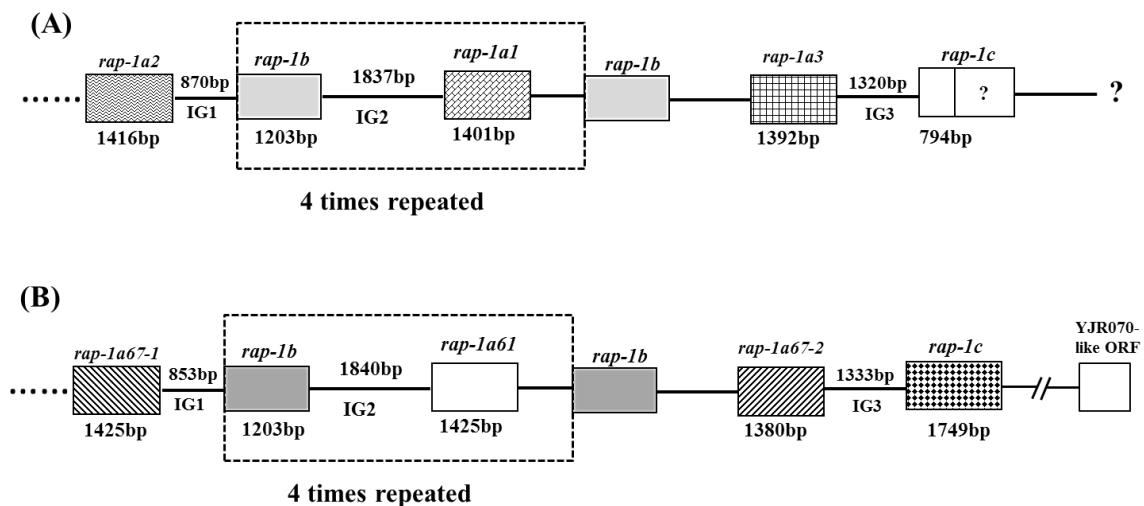 (A)
rap-1a2 rap-1b rap-1a1 rap-1b rap-1a3 rap-1c
870bp 1837bp 1320bp
IG1 IG2 IG3
? ?
1416bp 1203bp 1401bp 1392bp 794bp
4 times repeated
(B)
YJR070-
like ORF
rap-1a67-1 rap-1b rap-1a61 rap-1b rap-1a67-2 rap-1c
853bp 1840bp 1333bp
IG1 IG2 IG3
1425bp 1203bp 1425bp 1380bp 1749bp
4 times repeated